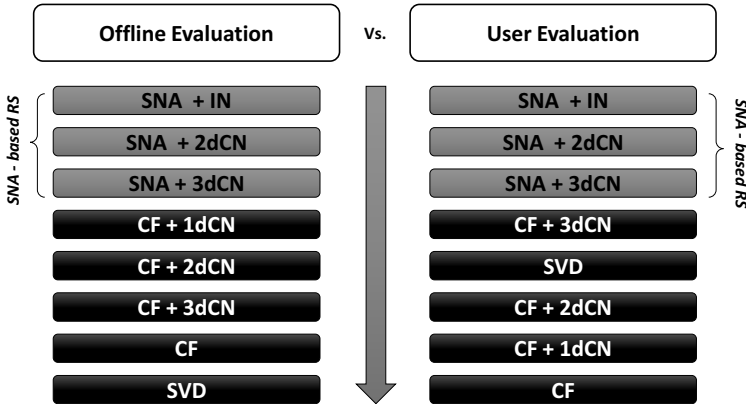 Offline Evaluation
Vs.
User Evaluation
SNA - based RS
SNA + IN
SNA + 2dCN
SNA + 3dCN
CF + 1dCN
CF + 2dCN
CF + 3dCN
CF
SVD
SNA + IN
SNA + 2dCN
SNA + 3dCN
CF + 3dCN
SVD
CF + 2dCN
CF + 1dCN
CF
SNA - based RS